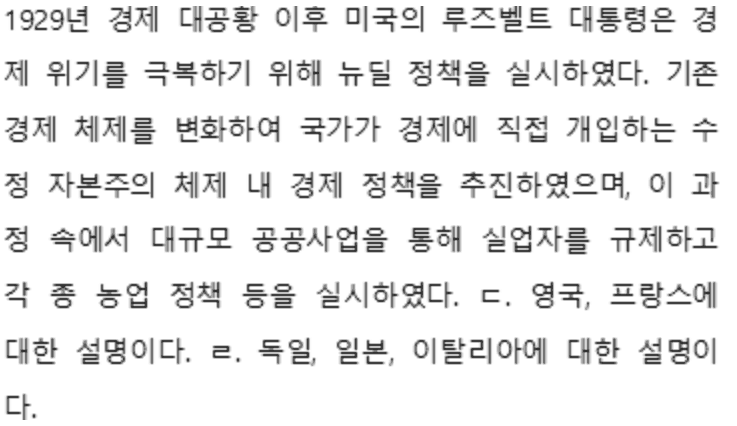 1929년 경제 대공황 이후 미국의 루즈벨트 대통령은 경
제 위기를 극복하기 위해 뉴딜 정책을 실시하였다. 기존
경제 체제를 변화하여 국가가 경제에 직접 개입하는 수
정 자본주의 체제 내 경제 정책을 추진하였으며, 이 과
정 속에서 대규모 공공사업을 통해 실업자를 규제하고
각 종 농업 정책 등을 실시하였다. ㄷ. 영국, 프랑스에
대한 설명이다. ㄹ. 독일, 일본, 이탈리아에 대한 설명이
다.